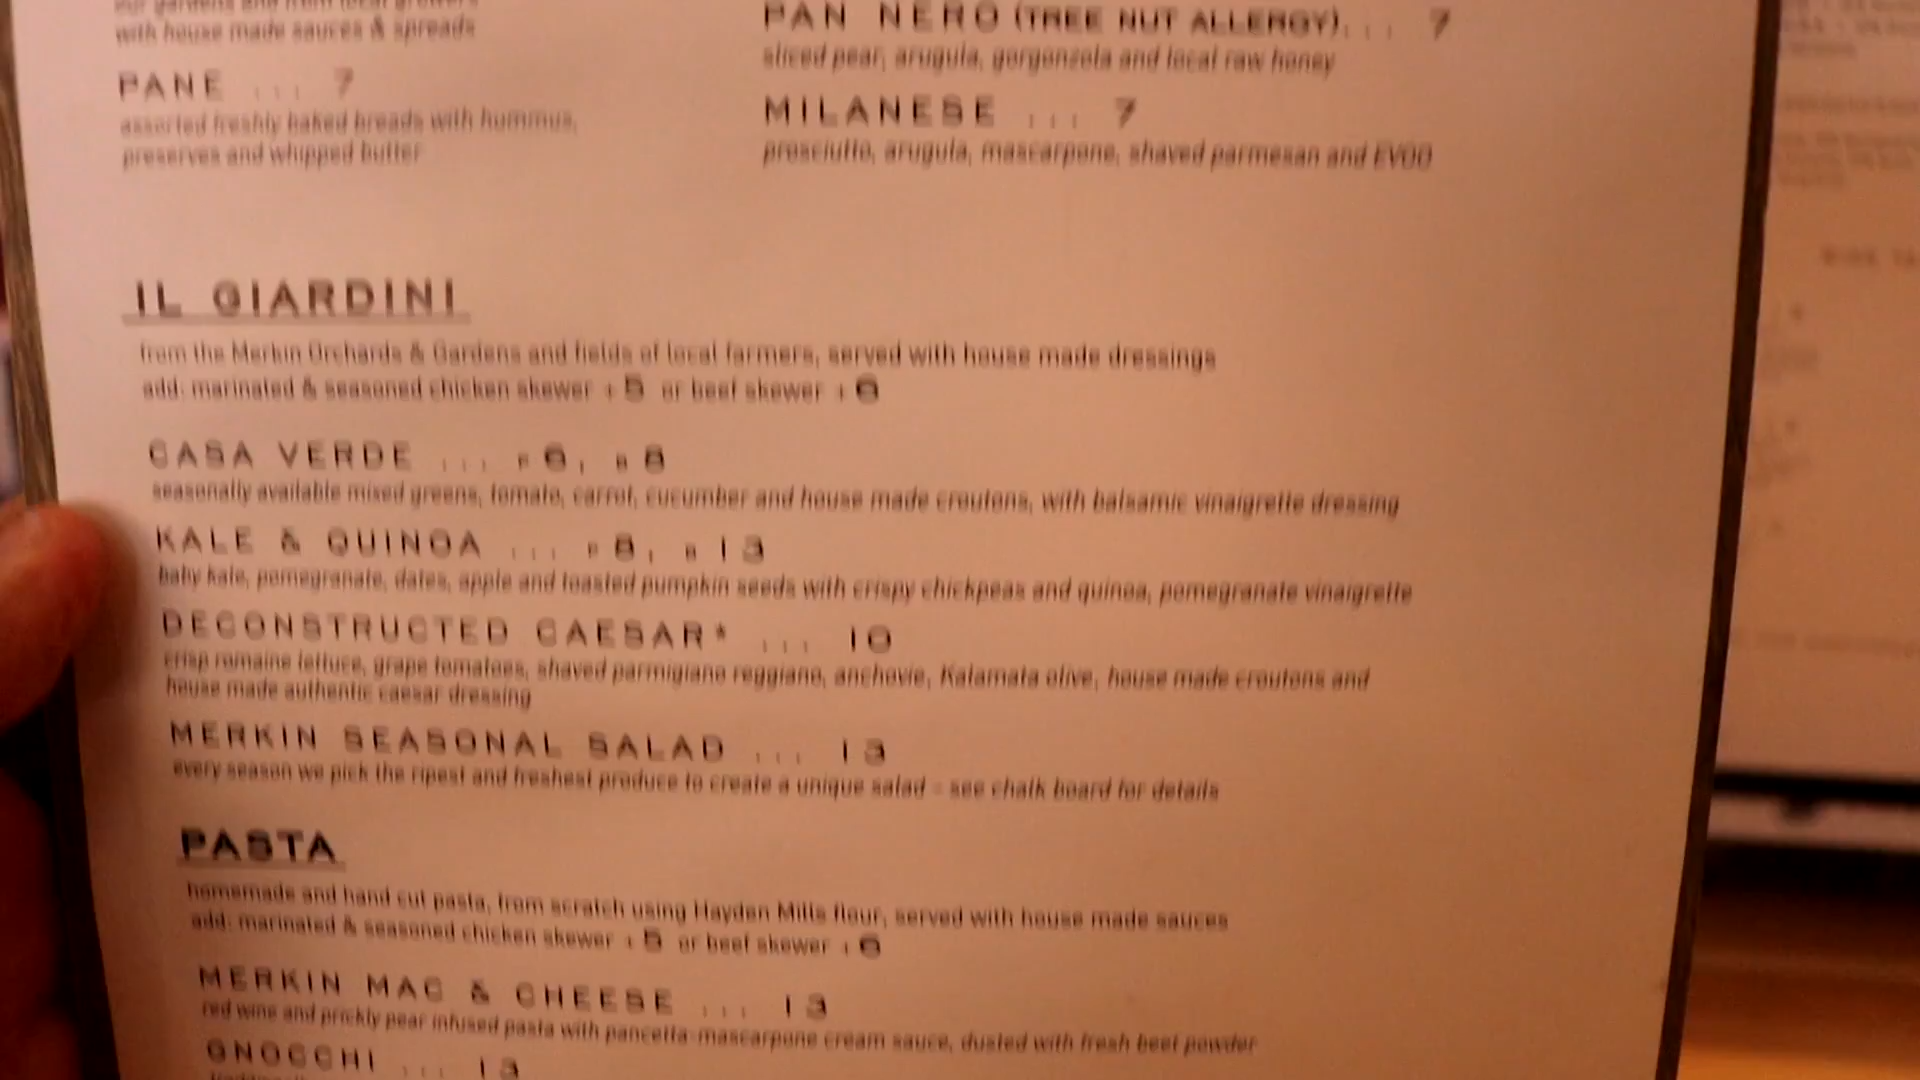 our gardens and from local growers
with house made sauces & spreads
PANE ... 7
assorted freshly baked breads with hummus,
preserves and whipped butter
PAN NERO (TREE NUT ALLERGY)... 7
sliced pear, arugula, gorgonzola and local raw honey
MILANESE ... 7
prosciutto, arugula, mascarpone, shaved parmesan and EVOO
IL GIARDINI
from the Merkin Orchards & Gardens and fields of local farmers, served with house made dressings
add: marinated & seasoned chicken skewer +5 or beef skewer +6
CASA VERDE ... P 6, B 8
seasonally available mixed greens, tomato, carrot, cucumber and house made croutons, with balsamic vinaigrette dressing
KALE & QUINOA ... P 8, B 13
baby kale, pomegranate, dates, apple and toasted pumpkin seeds with crispy chickpeas and quinoa, pomegranate vinaigrette
DECONSTRUCTED CAESAR* ... 10
crisp romaine lettuce, grape tomatoes, shaved parmigiano reggiano, anchovie, Kalamata olive, house made croutons and
house made authentic caesar dressing
MERKIN SEASONAL SALAD ... 13
every season we pick the ripest and freshest produce to create a unique salad - see chalk board for details
PASTA
homemade and hand cut pasta, from scratch using Hayden Mills flour, served with house made sauces
add: marinated & seasoned chicken skewer +5 or beef skewer +6
MERKIN MAC & CHEESE ... 13
red wine and prickly pear infused pasta with pancetta-mascarpone cream sauce, dusted with fresh beet powder
GNOCCHI ... 13